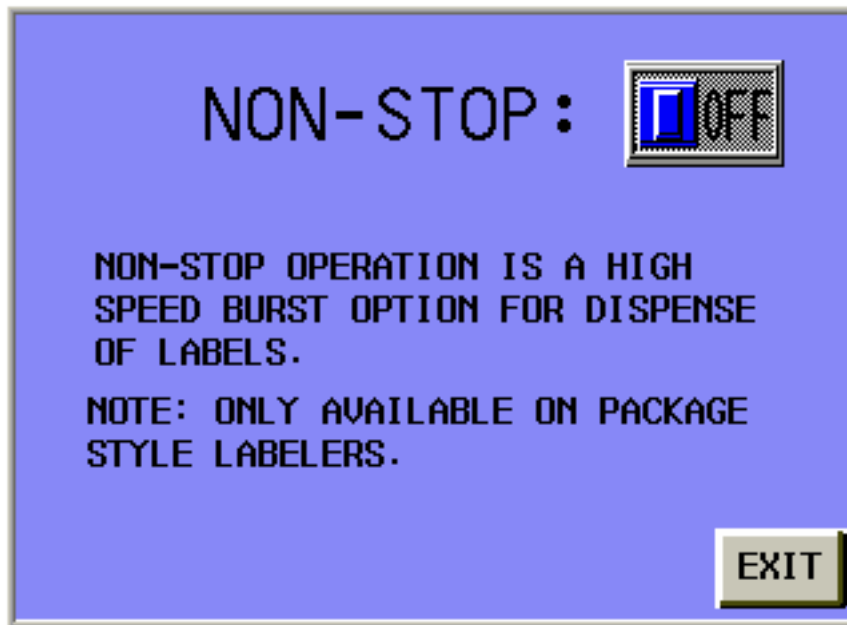 NON-STOP: OFF
NON-STOP OPERATION IS A HIGH
SPEED BURST OPTION FOR DISPENSE
OF LABELS.
NOTE: ONLY AVAILABLE ON PACKAGE
STYLE LABELERS.
EXIT